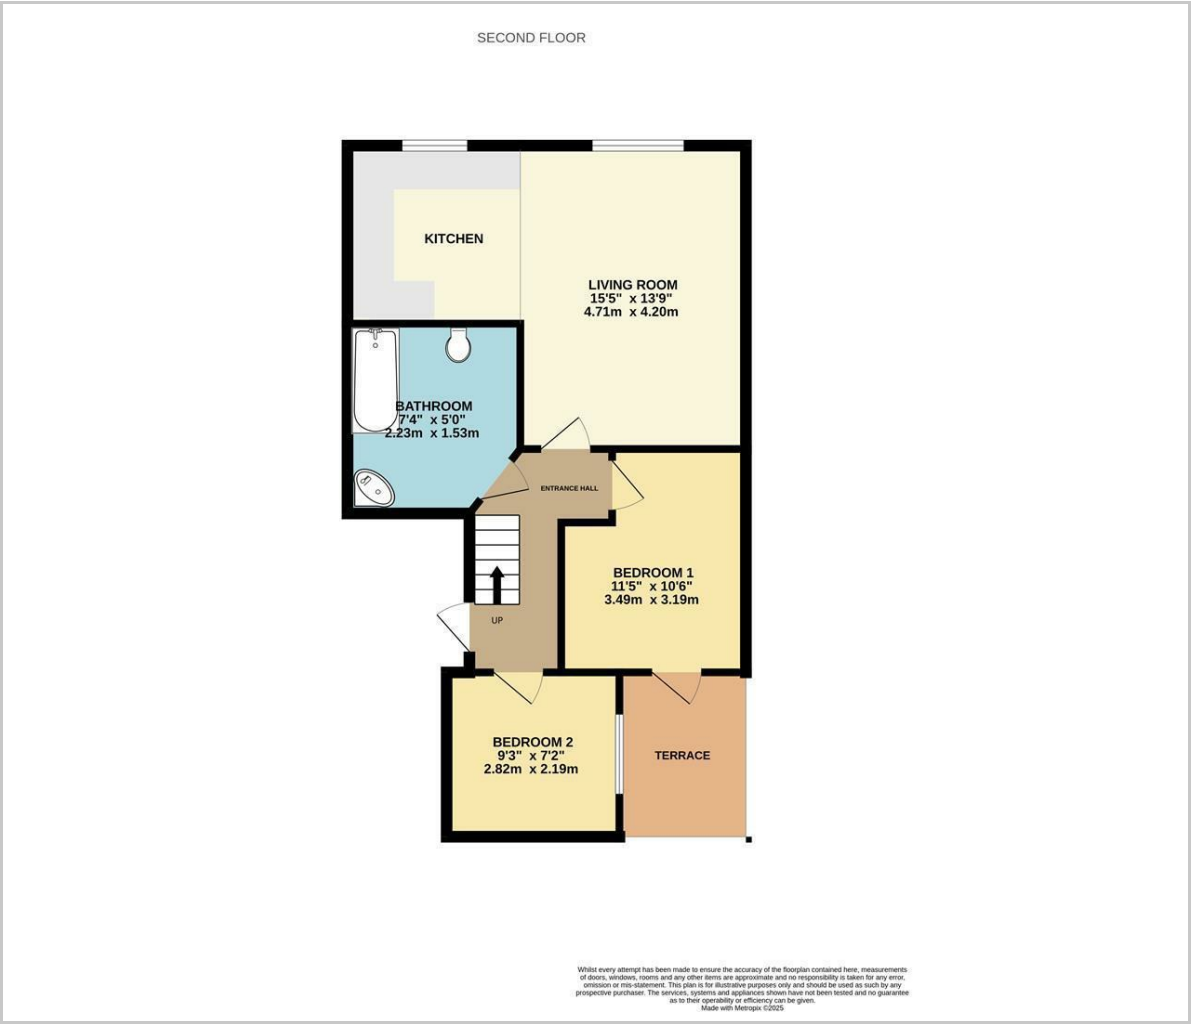 SECOND FLOOR
KITCHEN
LIVING ROOM
15'5" x 13'9"
4.71m x 4.20m
BATHROOM
7'4" x 5'0"
2.23m x 1.53m
ENTRANCE HALL
BEDROOM 1
11'5" x 10'6"
3.49m x 3.19m
UP
BEDROOM 2
9'3" x 7'2"
2.82m x 2.19m
TERRACE
Whilst every attempt has been made to ensure the accuracy of the floorplan contained here, measurements
of doors, windows, rooms and any other items are approximate and no responsibility is taken for any error,
omission or mis-statement. This plan is for illustrative purposes only and should be used as such by any
prospective purchaser. The services, systems and appliances shown have not been tested and no guarantee
as to their operability or efficiency can be given.
Made with Metropix ©2025